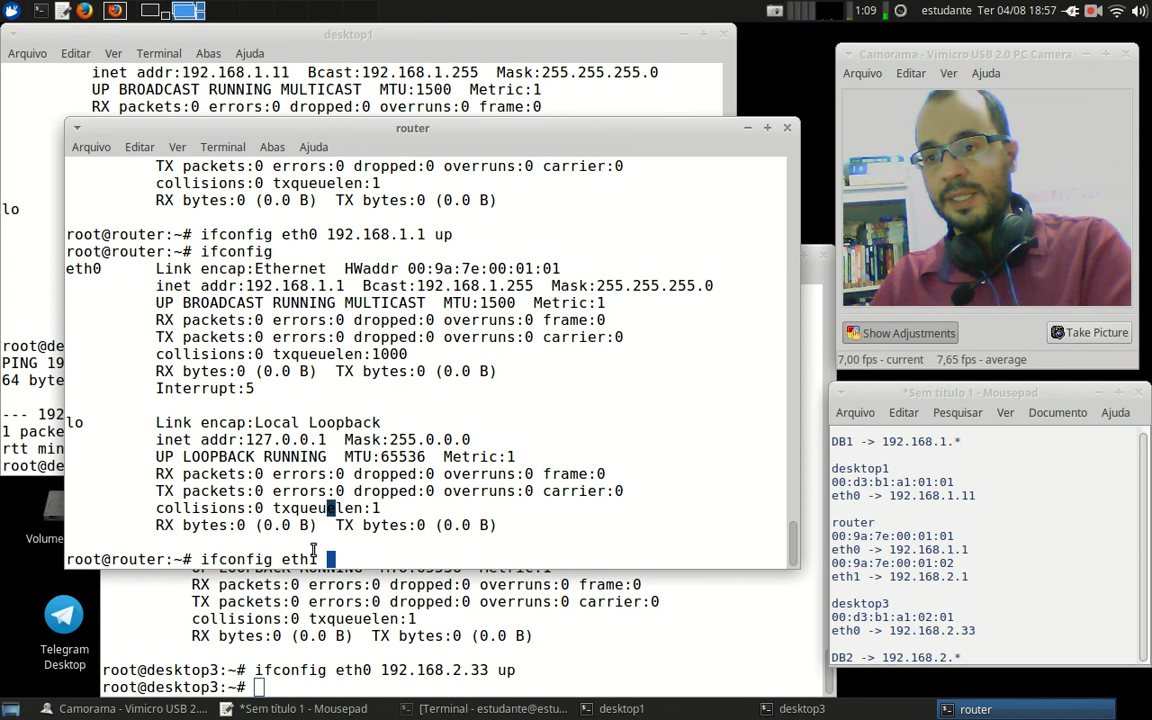 1:09
estudante
Ter 04/08 18:57
desktop1
Arquivo Editar Ver Terminal Abas Ajuda
inet addr:192.168.1.11 Bcast:192.168.1.255 Mask:255.255.255.0
UP BROADCAST RUNNING MULTICAST MTU:1500 Metric:1
RX packets:0 errors:0 dropped:0 overruns:0 frame:0
lo
root@de
PING 19
64 byte
--- 192
1 packe
rtt min
root@de
router
Arquivo Editar Ver Terminal Abas Ajuda
TX packets:0 errors:0 dropped:0 overruns:0 carrier:0
collisions:0 txqueuelen:1
RX bytes:0 (0.0 B) TX bytes:0 (0.0 B)
root@router:~# ifconfig eth0 192.168.1.1 up
root@router:~# ifconfig
eth0 Link encap:Ethernet HWaddr 00:9a:7e:00:01:01
inet addr:192.168.1.1 Bcast:192.168.1.255 Mask:255.255.255.0
UP BROADCAST RUNNING MULTICAST MTU:1500 Metric:1
RX packets:0 errors:0 dropped:0 overruns:0 frame:0
TX packets:0 errors:0 dropped:0 overruns:0 carrier:0
collisions:0 txqueuelen:1000
RX bytes:0 (0.0 B) TX bytes:0 (0.0 B)
Interrupt:5
lo Link encap:Local Loopback
inet addr:127.0.0.1 Mask:255.0.0.0
UP LOOPBACK RUNNING MTU:65536 Metric:1
RX packets:0 errors:0 dropped:0 overruns:0 frame:0
TX packets:0 errors:0 dropped:0 overruns:0 carrier:0
collisions:0 txqueuelen:1
RX bytes:0 (0.0 B) TX bytes:0 (0.0 B)
root@router:~# ifconfig eth1
RX packets:0 errors:0 dropped:0 overruns:0 frame:0
TX packets:0 errors:0 dropped:0 overruns:0 carrier:0
collisions:0 txqueuelen:1
RX bytes:0 (0.0 B) TX bytes:0 (0.0 B)
root@desktop3:~# ifconfig eth0 192.168.2.33 up
root@desktop3:~#
Volume
Telegram
Desktop
Camorama - Vimicro USB 2.0 PC Camera
Arquivo Editar Ver Ajuda
Show Adjustments
Take Picture
7,00 fps - current 7,65 fps - average
*Sem título 1 - Mousepad
Arquivo Editar Pesquisar Ver Documento Ajuda
DB1 -> 192.168.1.*
desktop1
00:d3:b1:a1:01:01
eth0 -> 192.168.1.11
router
00:9a:7e:00:01:01
eth0 -> 192.168.1.1
00:9a:7e:00:01:02
eth1 -> 192.168.2.1
desktop3
00:d3:b1:a1:02:01
eth0 -> 192.168.2.33
DB2 -> 192.168.2.*
Camorama - Vimicro USB 2....
*Sem título 1 - Mousepad
[Terminal - estudante@estu...
desktop1
desktop3
router